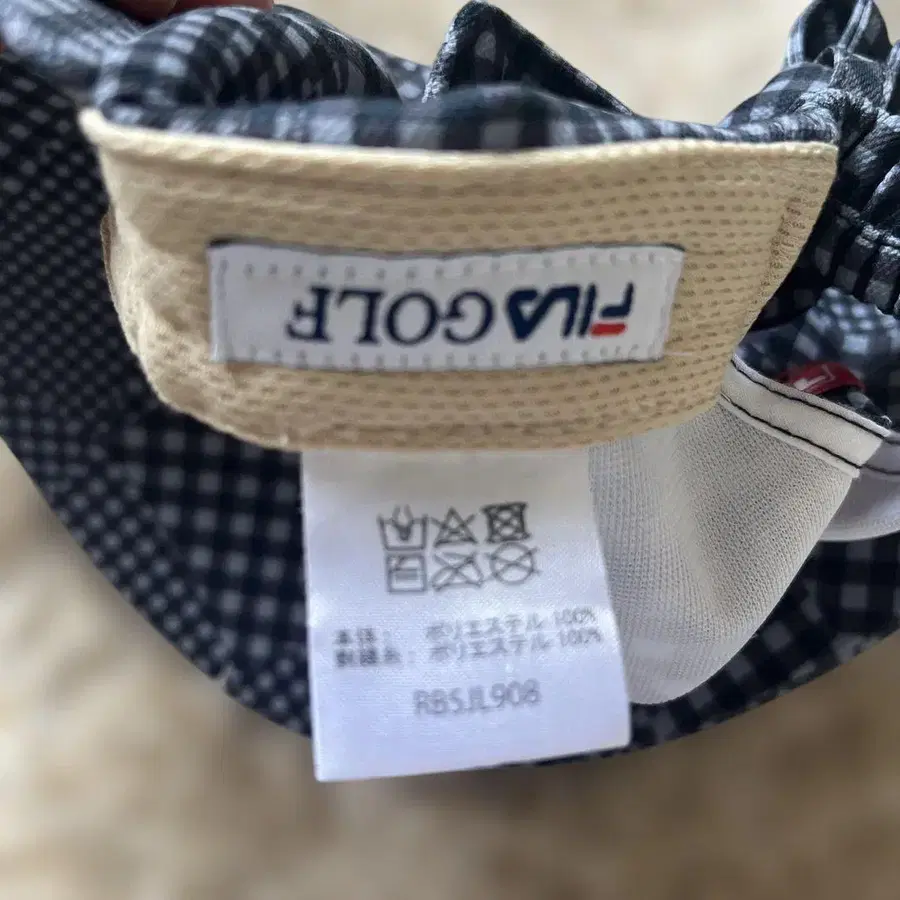 FILA GOLF
本体： ポリエステル 100%
刺繍糸： ポリエステル 100%
RBSJL908